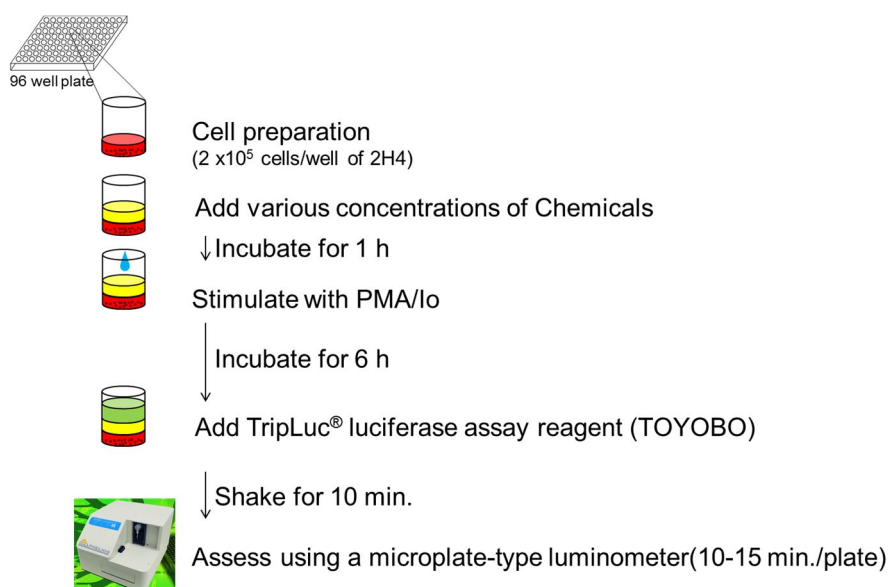 96 well plate
Cell preparation
(2 x10⁵ cells/well of 2H4)
Add various concentrations of Chemicals
Incubate for 1 h
Stimulate with PMA/Io
Incubate for 6 h
Add TripLuc® luciferase assay reagent (TOYOBO)
Shake for 10 min.
Assess using a microplate-type luminometer(10-15 min./plate)